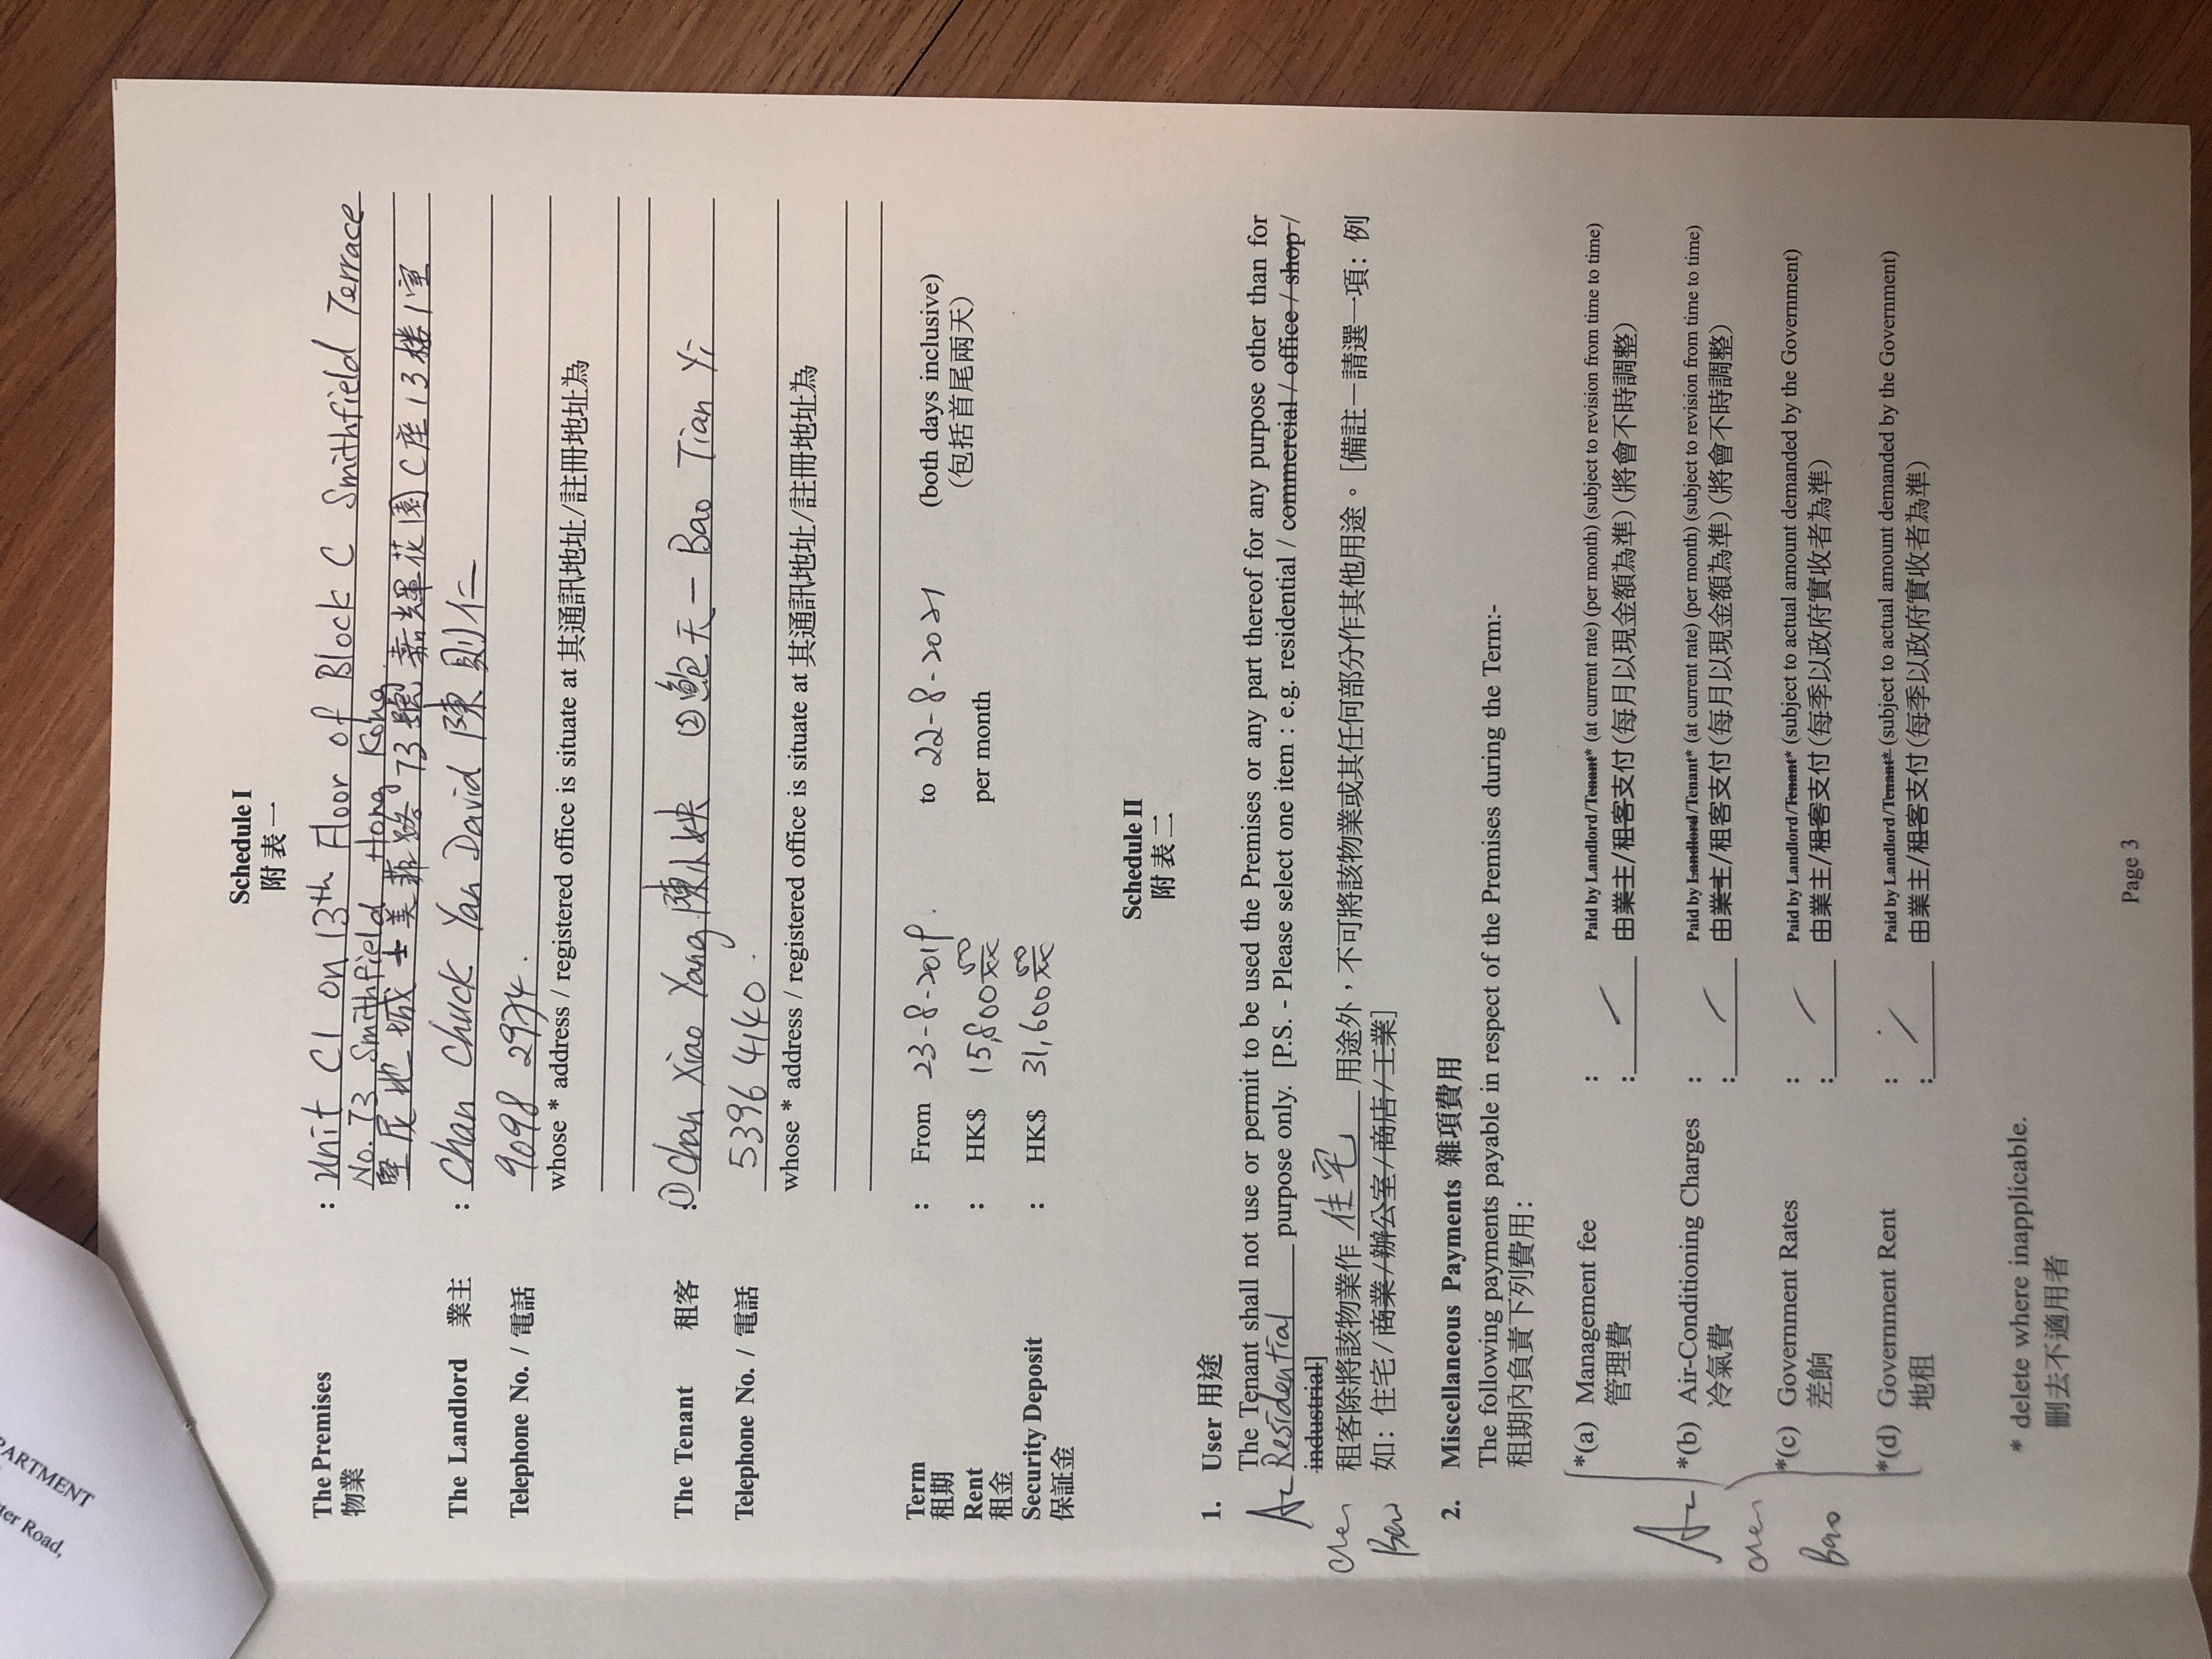 PARTMENT
ter Road,
Schedule I
附表一
The Premises : Unit C1 on 13th Floor of Block C Smithfield Terrace
物業 No. 73 Smithfield Hong Kong
堅尼地城士美菲路73號嘉輝花園C座13樓1室
The Landlord 業主 : Chan Chuck Yan David 陳則仁
Telephone No. / 電話 9098 2974.
whose * address / registered office is situate at 其通訊地址/註冊地址為
The Tenant 租客 : ① Chan Xiao Yang 陳小姎 ② 鮑天一 Bao Tian Yi
Telephone No. / 電話 5396 4140.
whose * address / registered office is situate at 其通訊地址/註冊地址為
Term : From 23-8-2019. to 22-8-2021 (both days inclusive)
租期 (包括首尾兩天)
Rent : HK$ 15,800 00/xx per month
租金
Security Deposit : HK$ 31,600 00/xx
保証金
Schedule II
附表二
1. User 用途
The Tenant shall not use or permit to be used the Premises or any part thereof for any purpose other than for
Residential purpose only. [P.S. - Please select one item : e.g. residential / commercial / office / shop /
industrial]
租客除將該物業作 住宅 用途外，不可將該物業或其任何部分作其他用途。[備註－請選一項：例
如：住宅/商業/辦公室/商店/工業]
Bao
2. Miscellaneous Payments 雜項費用
The following payments payable in respect of the Premises during the Term:-
租期內負責下列費用：
*(a) Management fee : Paid by Landlord/Tenant* (at current rate) (per month) (subject to revision from time to time)
管理費 : 由業主/租客支付(每月以現金額為準)(將會不時調整)
*(b) Air-Conditioning Charges : Paid by Landlord/Tenant* (at current rate) (per month) (subject to revision from time to time)
冷氣費 : 由業主/租客支付(每月以現金額為準)(將會不時調整)
*(c) Government Rates : Paid by Landlord/Tenant* (subject to actual amount demanded by the Government)
差餉 : 由業主/租客支付(每季以政府實收者為準)
Bao
*(d) Government Rent : Paid by Landlord/Tenant* (subject to actual amount demanded by the Government)
地租 : 由業主/租客支付(每季以政府實收者為準)
* delete where inapplicable.
刪去不適用者
Page 3